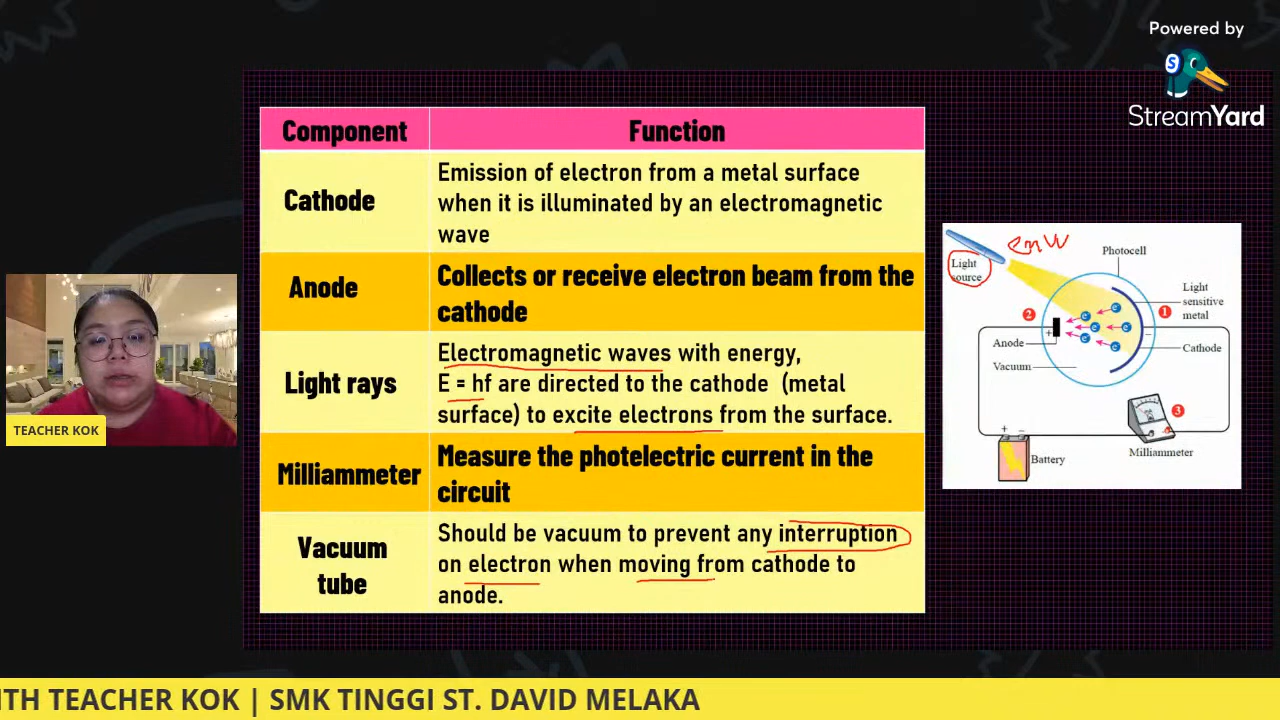 Powered by
S
StreamYard
Component
Function
Cathode
Emission of electron from a metal surface
when it is illuminated by an electromagnetic
wave
Anode
Collects or receive electron beam from the
cathode
Light rays
Electromagnetic waves with energy,
E = hf are directed to the cathode (metal
surface) to excite electrons from the surface.
Milliammeter
Measure the photelectric current in the
circuit
Vacuum
tube
Should be vacuum to prevent any interruption
on electron when moving from cathode to
anode.
emw
Light
source
Photocell
Light
sensitive
metal
1
2
+
e⁻
e⁻
e⁻
e⁻
e⁻
e⁻
Anode
Cathode
Vacuum
3
+ −
Battery
Milliammeter
TEACHER KOK
ITH TEACHER KOK | SMK TINGGI ST. DAVID MELAKA